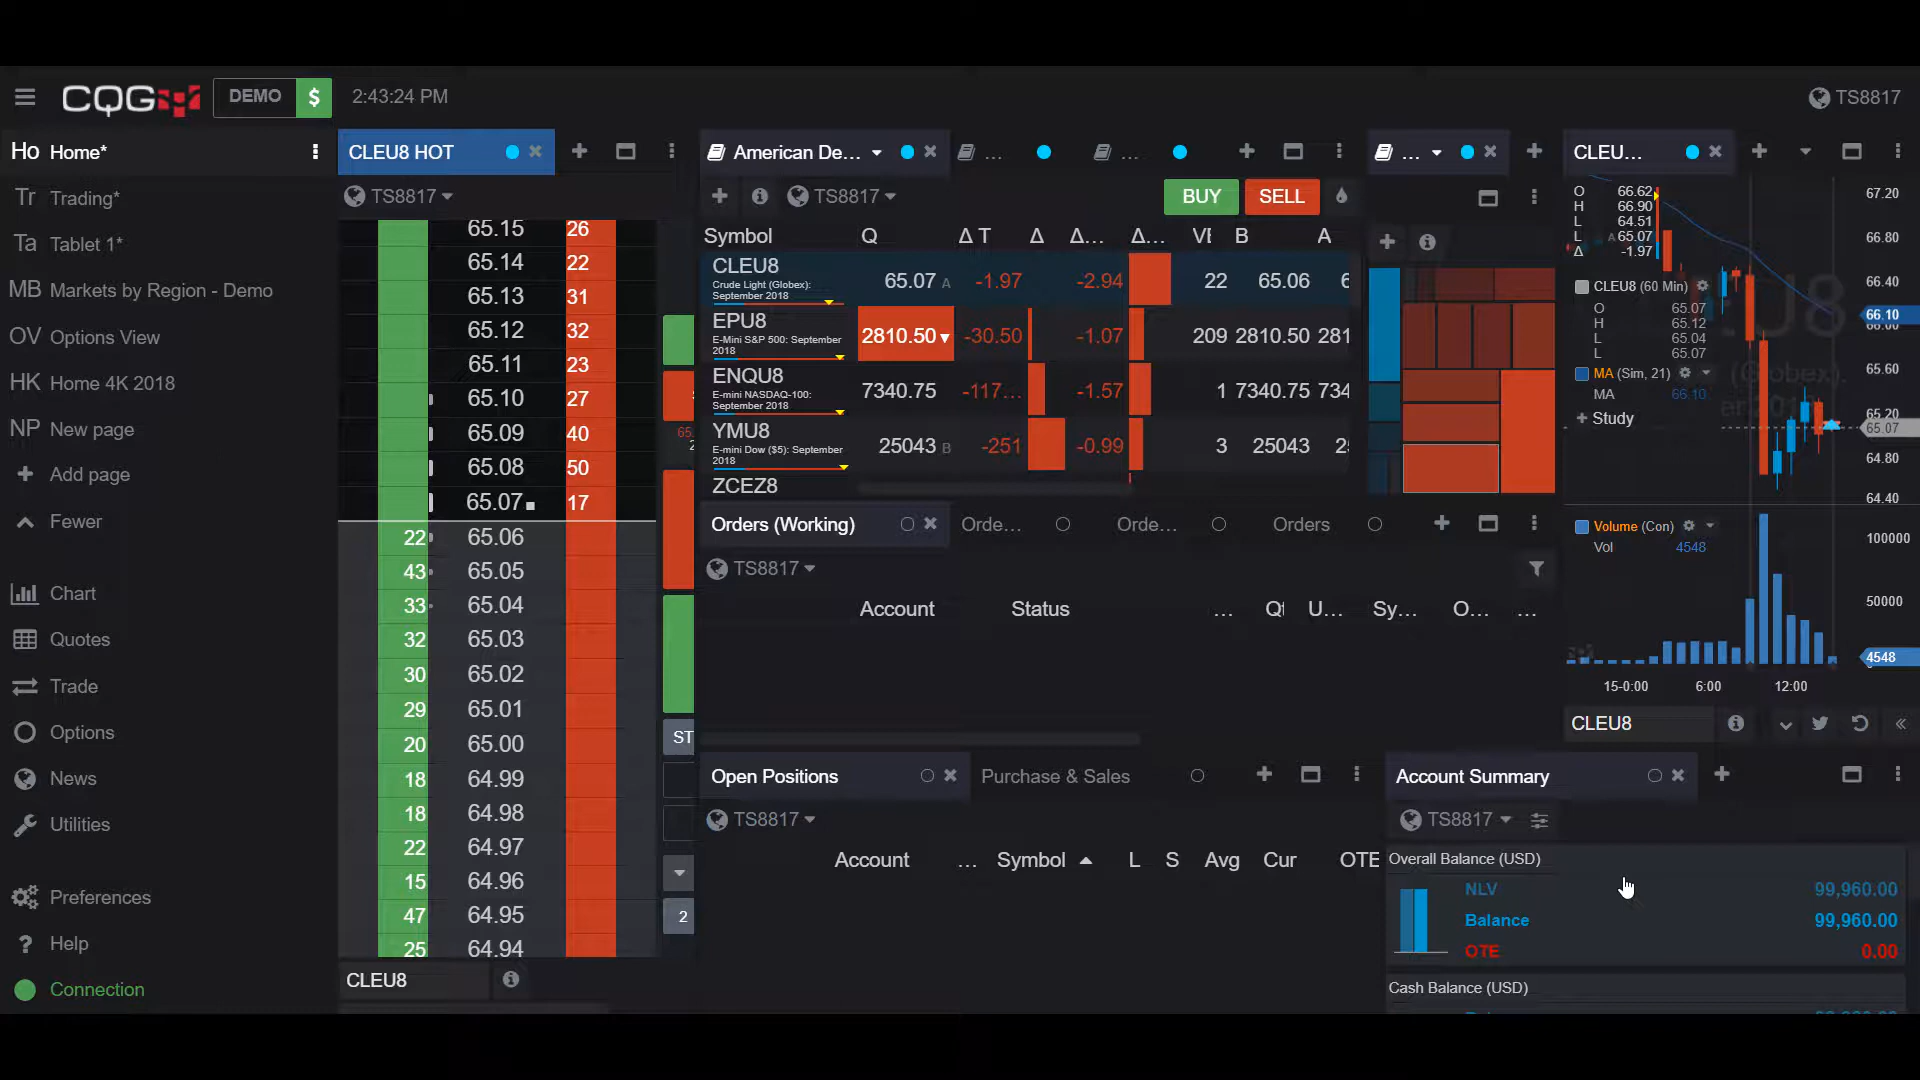 CQG DEMO $ 2:43:24 PM TS8817
Ho Home*
Tr Trading*
Ta Tablet 1*
MB Markets by Region - Demo
OV Options View
HK Home 4K 2018
NP New page
Add page
Fewer
Chart
Quotes
Trade
Options
News
Utilities
Preferences
? Help
Connection
CLEU8 HOT
TS8817
65.15 26
65.14 22
65.13 31
65.12 32
65.11 23
65.10 27
65.09 40
65.08 50
65.07 17
22 65.06
43 65.05
33 65.04
32 65.03
30 65.02
29 65.01
20 65.00
18 64.99
18 64.98
22 64.97
15 64.96
47 64.95
25 64.94
65
2
ST
2
CLEU8
American De... ... ...
TS8817 BUY SELL
Symbol Q Δ T Δ Δ... Δ... B A
CLEU8 65.07 A -1.97 -2.94 22 65.06 6
Crude Light (Globex):
September 2018
EPU8 2810.50 -30.50 -1.07 209 2810.50 281
E-Mini S&P 500: September
2018
ENQU8 7340.75 -117... -1.57 1 7340.75 734
E-mini NASDAQ-100:
September 2018
YMU8 25043 B -251 -0.99 3 25043
E-mini Dow ($5): September
2018
ZCEZ8
Orders (Working) Orde... Orde... Orders
TS8817
Account Status ... U... Sy... O... ...
Open Positions Purchase & Sales
TS8817
Account ... Symbol L S Avg Cur OTE
...
CLEU...
O 66.62
H 66.90
L 64.51
L A 65.07
Δ -1.97
CLEU8 (60 Min)
O 65.07
H 65.12
L 65.04
L 65.07
MA (Sim, 21)
MA 66.10
+ Study
67.20
66.80
66.40
66.10
66.00
65.60
65.20
65.07
64.80
64.40
Volume (Con)
Vol 4548
100000
50000
4548
15-0:00 6:00 12:00
CLEU8
Account Summary
TS8817
Overall Balance (USD)
NLV 99,960.00
Balance 99,960.00
OTE 0.00
Cash Balance (USD)